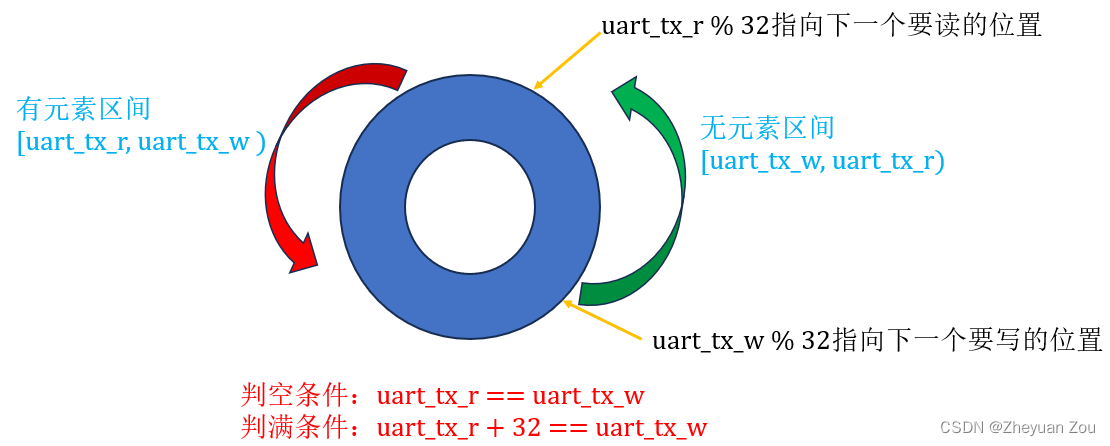 uart_tx_r % 32指向下一个要读的位置
有元素区间
[uart_tx_r, uart_tx_w )
无元素区间
[uart_tx_w, uart_tx_r)
uart_tx_w % 32指向下一个要写的位置
判空条件：uart_tx_r == uart_tx_w
判满条件：uart_tx_r + 32 == uart_tx_w
CSDN @Zheyuan Zou